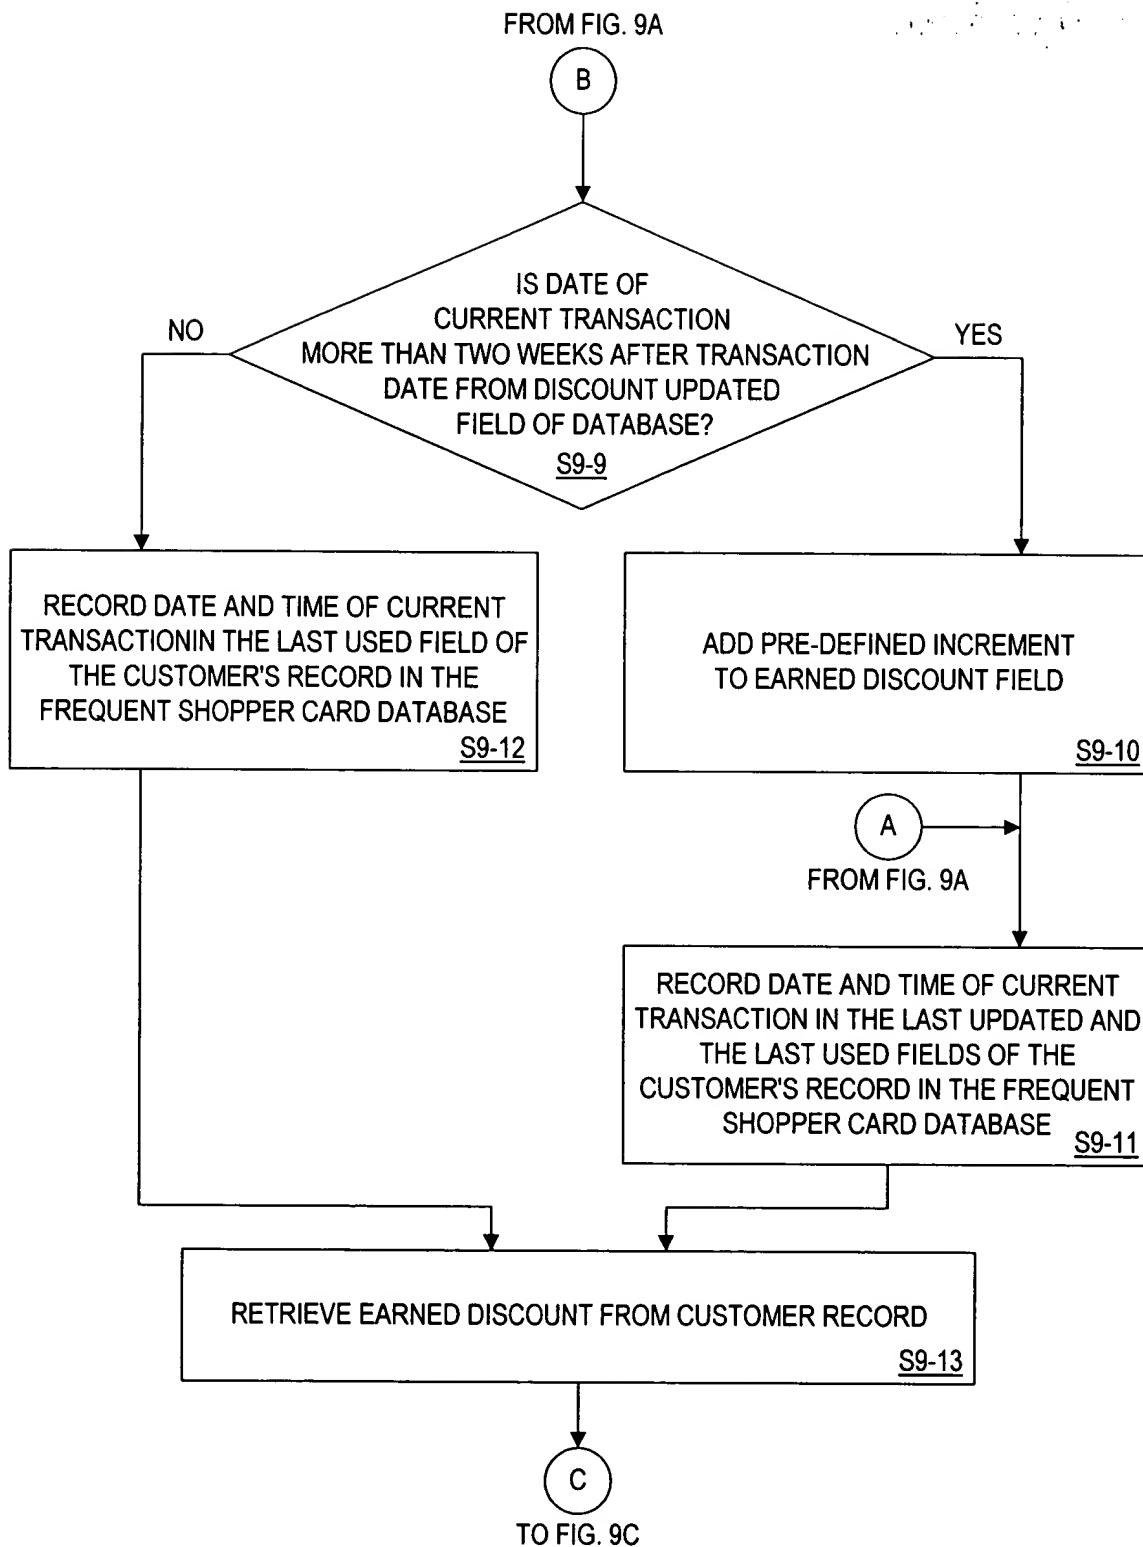 FROM FIG. 9A
B
IS DATE OF
CURRENT TRANSACTION
MORE THAN TWO WEEKS AFTER TRANSACTION
DATE FROM DISCOUNT UPDATED
FIELD OF DATABASE?
S9-9
NO
YES
RECORD DATE AND TIME OF CURRENT
TRANSACTIONIN THE LAST USED FIELD OF
THE CUSTOMER'S RECORD IN THE
FREQUENT SHOPPER CARD DATABASE
S9-12
ADD PRE-DEFINED INCREMENT
TO EARNED DISCOUNT FIELD
S9-10
A
FROM FIG. 9A
RECORD DATE AND TIME OF CURRENT
TRANSACTION IN THE LAST UPDATED AND
THE LAST USED FIELDS OF THE
CUSTOMER'S RECORD IN THE FREQUENT
SHOPPER CARD DATABASE
S9-11
RETRIEVE EARNED DISCOUNT FROM CUSTOMER RECORD
S9-13
C
TO FIG. 9C